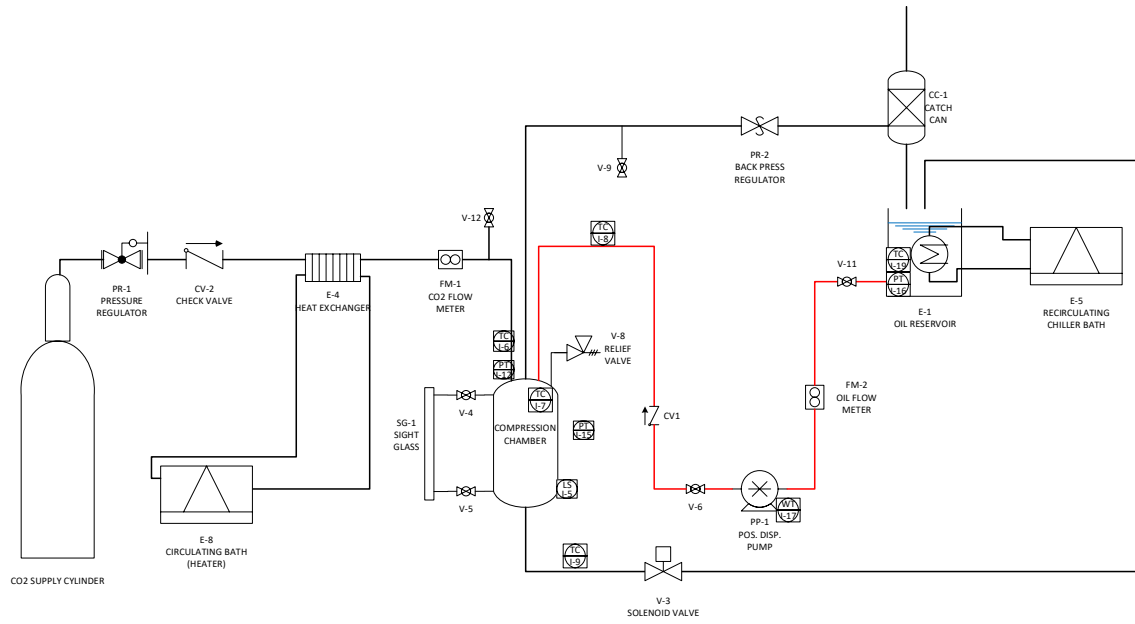 CC-1
CATCH
CAN
PR-2
BACK PRESS
REGULATOR
V-9
V-12
TC
I-8
V-11
TC
I-19
PT
I-16
E-1
OIL RESERVOIR
E-5
RECIRCULATING
CHILLER BATH
PR-1
PRESSURE
REGULATOR
CV-2
CHECK VALVE
E-4
HEAT EXCHANGER
FM-1
CO2 FLOW
METER
TC
I-6
PT
I-12
V-8
RELIEF
VALVE
TC
I-7
V-4
SG-1
SIGHT
GLASS
COMPRESSION
CHAMBER
PT
I-15
CV1
FM-2
OIL FLOW
METER
LS
I-5
V-5
V-6
WT
I-17
PP-1
POS. DISP.
PUMP
E-8
CIRCULATING BATH
(HEATER)
TC
I-9
CO2 SUPPLY CYLINDER
V-3
SOLENOID VALVE